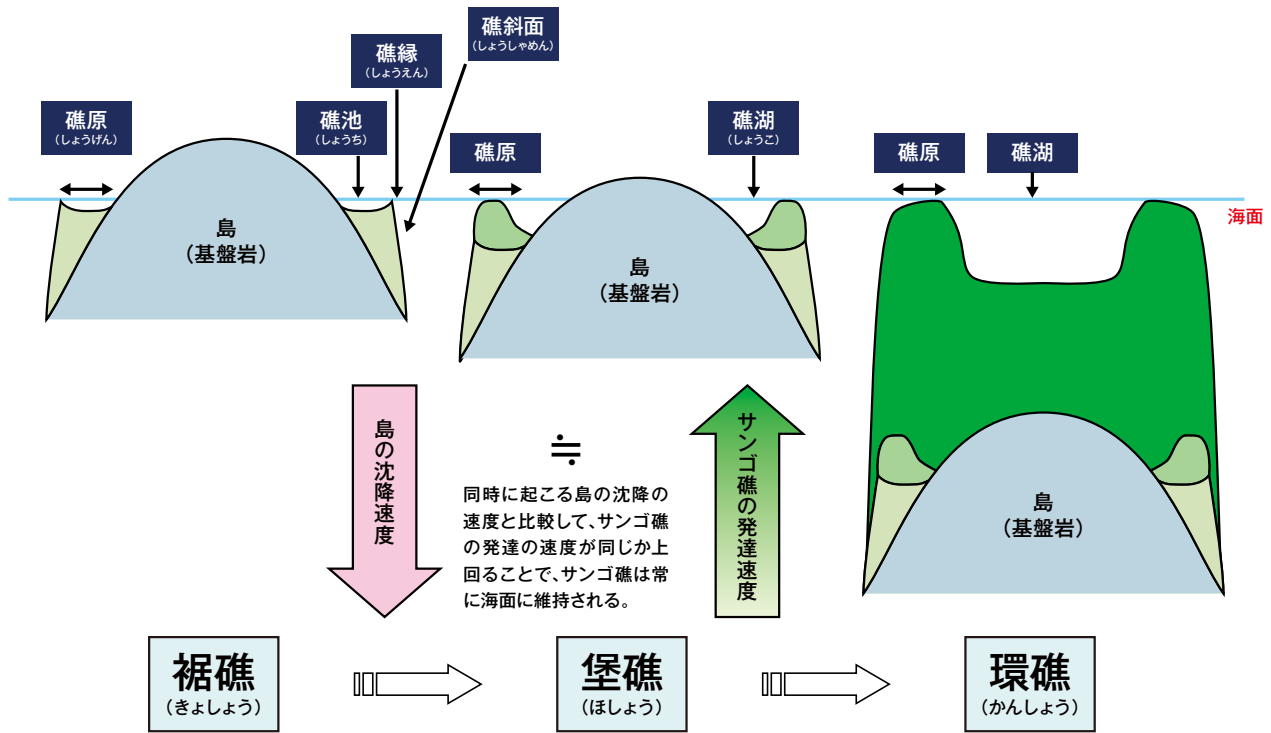 礁斜面
(しょうしゃめん)
礁縁
(しょうえん)
礁原
(しょうげん)
礁池
(しょうち)
礁原
礁湖
(しょうこ)
礁原
礁湖
海面
島
(基盤岩)
島
(基盤岩)
島
(基盤岩)
島の沈降速度
≒
同時に起こる島の沈降の
速度と比較して、サンゴ礁
の発達の速度が同じか上
回ることで、サンゴ礁は常
に海面に維持される。
サンゴ礁の発達速度
裾礁
(きょしょう)
堡礁
(ほしょう)
環礁
(かんしょう)